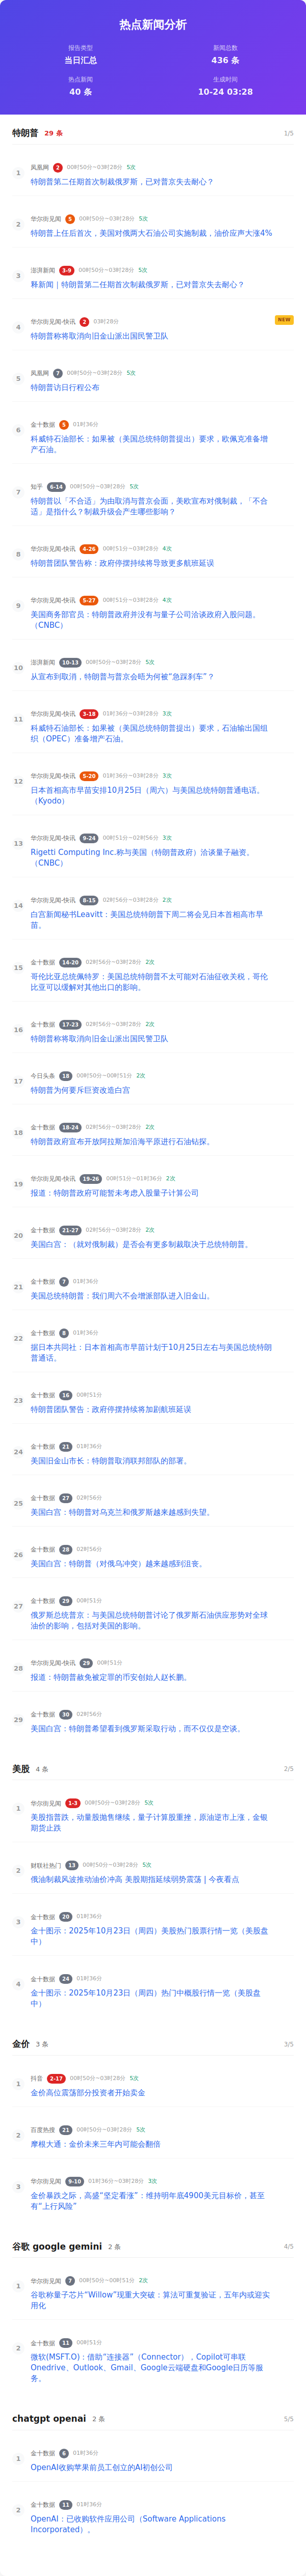 热点新闻分析
报告类型
当日汇总
新闻总数
436 条
热点新闻
40 条
生成时间
10-24 03:28
特朗普 29 条 1/5
1
凤凰网 2 00时50分~03时28分 5次
特朗普第二任期首次制裁俄罗斯，已对普京失去耐心？
2
华尔街见闻 5 00时50分~03时28分 5次
特朗普上任后首次，美国对俄两大石油公司实施制裁，油价应声大涨4%
3
澎湃新闻 3-9 00时50分~03时28分 5次
释新闻｜特朗普第二任期首次制裁俄罗斯，已对普京失去耐心？
4
华尔街见闻-快讯 2 03时28分
NEW
特朗普称将取消向旧金山派出国民警卫队
5
凤凰网 7 00时50分~03时28分 5次
特朗普访日行程公布
6
金十数据 5 01时36分
科威特石油部长：如果被（美国总统特朗普提出）要求，欧佩克准备增
产石油。
7
知乎 6-14 00时50分~03时28分 5次
特朗普以「不合适」为由取消与普京会面，美欧宣布对俄制裁，「不合
适」是指什么？制裁升级会产生哪些影响？
8
华尔街见闻-快讯 4-26 00时51分~03时28分 4次
特朗普团队警告称：政府停摆持续将导致更多航班延误
9
华尔街见闻-快讯 5-27 00时51分~03时28分 4次
美国商务部官员：特朗普政府并没有与量子公司洽谈政府入股问题。
（CNBC）
10
澎湃新闻 10-13 00时50分~03时28分 5次
从宣布到取消，特朗普与普京会晤为何被“急踩刹车”？
11
华尔街见闻-快讯 3-18 01时36分~03时28分 3次
科威特石油部长：如果被（美国总统特朗普提出）要求，石油输出国组
织（OPEC）准备增产石油。
12
华尔街见闻-快讯 5-20 01时36分~03时28分 3次
日本首相高市早苗安排10月25日（周六）与美国总统特朗普通电话。
（Kyodo）
13
华尔街见闻-快讯 9-24 00时51分~02时56分 3次
Rigetti Computing Inc.称与美国（特朗普政府）洽谈量子融资。
（CNBC）
14
华尔街见闻-快讯 8-15 02时56分~03时28分 2次
白宫新闻秘书Leavitt：美国总统特朗普下周二将会见日本首相高市早
苗。
15
金十数据 14-20 02时56分~03时28分 2次
哥伦比亚总统佩特罗：美国总统特朗普不太可能对石油征收关税，哥伦
比亚可以缓解对其他出口的影响。
16
金十数据 17-23 02时56分~03时28分 2次
特朗普称将取消向旧金山派出国民警卫队
17
今日头条 18 00时50分~00时51分 2次
特朗普为何要斥巨资改造白宫
18
金十数据 18-24 02时56分~03时28分 2次
特朗普政府宣布开放阿拉斯加沿海平原进行石油钻探。
19
华尔街见闻-快讯 19-26 00时51分~01时36分 2次
报道：特朗普政府可能暂未考虑入股量子计算公司
20
金十数据 21-27 02时56分~03时28分 2次
美国白宫：（就对俄制裁）是否会有更多制裁取决于总统特朗普。
21
金十数据 7 01时36分
美国总统特朗普：我们周六不会增派部队进入旧金山。
22
金十数据 8 01时36分
据日本共同社：日本首相高市早苗计划于10月25日左右与美国总统特朗
普通话。
23
金十数据 16 00时51分
特朗普团队警告：政府停摆持续将加剧航班延误
24
金十数据 21 01时36分
美国旧金山市长：特朗普取消联邦部队的部署。
25
金十数据 27 02时56分
美国白宫：特朗普对乌克兰和俄罗斯越来越感到失望。
26
金十数据 28 02时56分
美国白宫：特朗普（对俄乌冲突）越来越感到沮丧。
27
金十数据 29 00时51分
俄罗斯总统普京：与美国总统特朗普讨论了俄罗斯石油供应形势对全球
油价的影响，包括对美国的影响。
28
华尔街见闻-快讯 29 00时51分
报道：特朗普赦免被定罪的币安创始人赵长鹏。
29
金十数据 30 02时56分
美国白宫：特朗普希望看到俄罗斯采取行动，而不仅仅是空谈。
美股 4 条 2/5
1
华尔街见闻 1-3 00时50分~03时28分 5次
美股指普跌，动量股抛售继续，量子计算股重挫，原油逆市上涨，金银
期货止跌
2
财联社热门 13 00时50分~03时28分 5次
俄油制裁风波推动油价冲高 美股期指延续弱势震荡 | 今夜看点
3
金十数据 20 01时36分
金十图示：2025年10月23日（周四）美股热门股票行情一览（美股盘
中）
4
金十数据 24 01时36分
金十图示：2025年10月23日（周四）热门中概股行情一览（美股盘
中）
金价 3 条 3/5
1
抖音 2-17 00时50分~03时28分 5次
金价高位震荡部分投资者开始卖金
2
百度热搜 21 00时50分~03时28分 5次
摩根大通：金价未来三年内可能会翻倍
3
华尔街见闻 9-10 01时36分~03时28分 3次
金价暴跌之际，高盛“坚定看涨”：维持明年底4900美元目标价，甚至
有“上行风险”
谷歌 google gemini 2 条 4/5
1
华尔街见闻 7 00时50分~00时51分 2次
谷歌称量子芯片“Willow”现重大突破：算法可重复验证，五年内或迎实
用化
2
金十数据 11 00时51分
微软(MSFT.O)：借助“连接器”（Connector），Copilot可串联
Onedrive、Outlook、Gmail、Google云端硬盘和Google日历等服
务。
chatgpt openai 2 条 5/5
1
金十数据 6 01时36分
OpenAI收购苹果前员工创立的AI初创公司
2
金十数据 11 01时36分
OpenAI：已收购软件应用公司（Software Applications
Incorporated）。